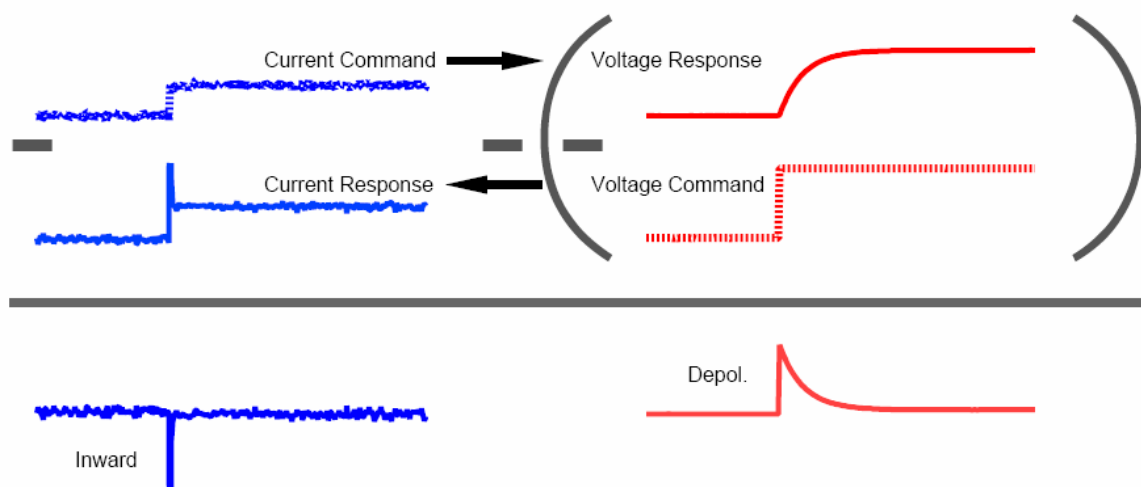 Current Command
Voltage Response
Current Response
Voltage Command
Depol.
Inward